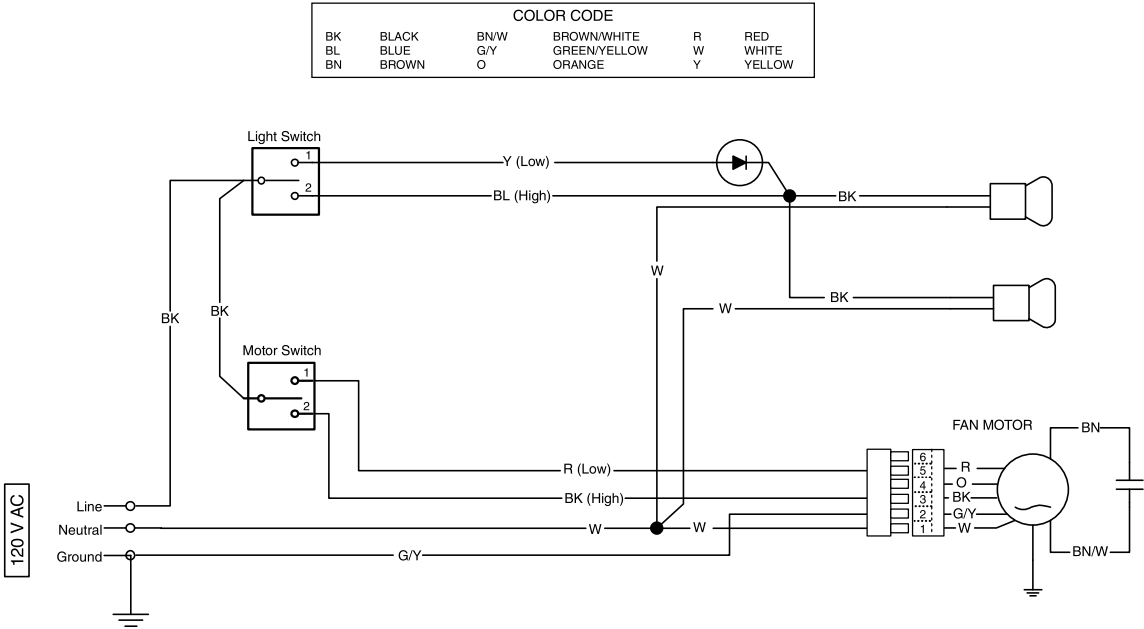 COLOR CODE
BK BLACK BN/W BROWN/WHITE R RED
BL BLUE G/Y GREEN/YELLOW W WHITE
BN BROWN O ORANGE Y YELLOW
Light Switch
1
Y (Low)
2
BL (High)
BK
W
BK
W
BK
BK
Motor Switch
1
2
FAN MOTOR
BN
R (Low)
BK (High)
6
5 R
4 O
3 BK
2 G/Y
1 W
BN/W
120 V AC
Line
Neutral
W
W
Ground
G/Y